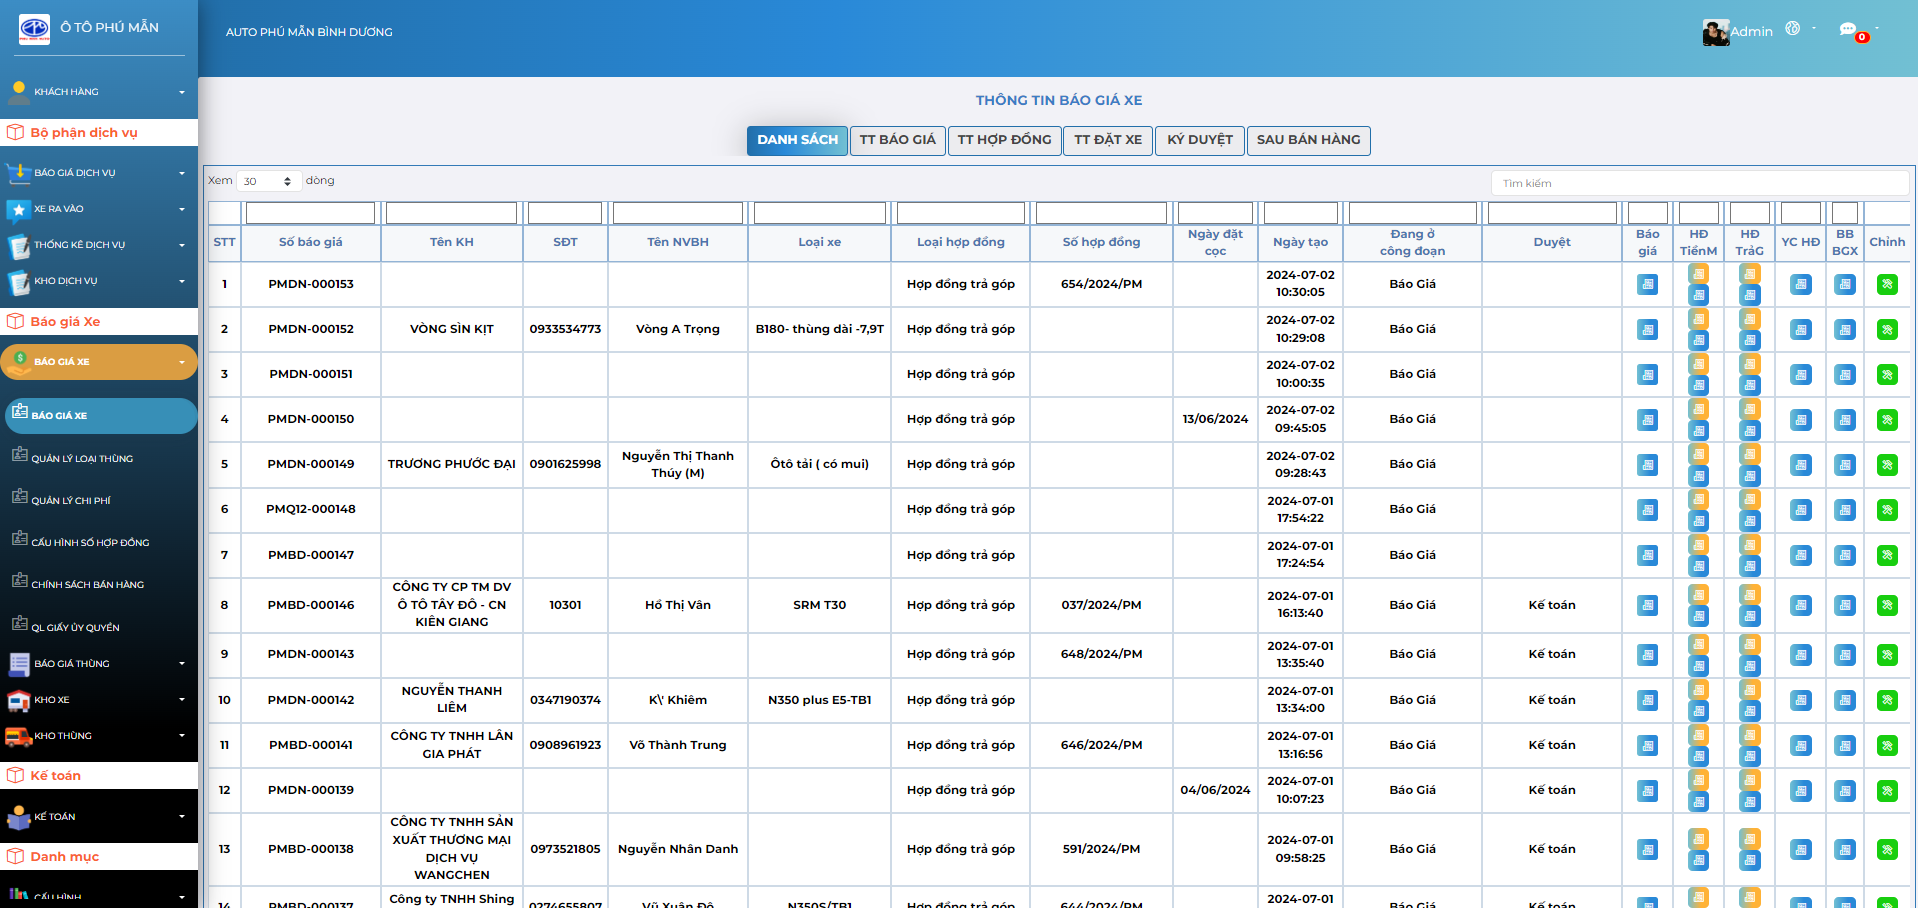 Ô TÔ PHÚ MẪN
AUTO PHÚ MẪN BÌNH DƯƠNG
Admin
0
KHÁCH HÀNG
Bộ phận dịch vụ
BÁO GIÁ DỊCH VỤ
XE RA VÀO
THỐNG KÊ DỊCH VỤ
KHO DỊCH VỤ
Báo giá Xe
BÁO GIÁ XE
BÁO GIÁ XE
QUẢN LÝ LOẠI THÙNG
QUẢN LÝ CHI PHÍ
CẤU HÌNH SỐ HỢP ĐỒNG
CHÍNH SÁCH BÁN HÀNG
QL GIẤY ỦY QUYỀN
BÁO GIÁ THÙNG
KHO XE
KHO THÙNG
Kế toán
KẾ TOÁN
Danh mục
CẤU HÌNH
THÔNG TIN BÁO GIÁ XE
DANH SÁCH TT BÁO GIÁ TT HỢP ĐỒNG TT ĐẶT XE KÝ DUYỆT SAU BÁN HÀNG
Xem 30 dòng Tìm kiếm
STT Số báo giá Tên KH SĐT Tên NVBH Loại xe Loại hợp đồng Số hợp đồng Ngày đặt cọc Ngày tạo Đang ở công đoạn Duyệt Báo giá HĐ TiềnM HĐ TrảG YC HĐ BB BGX Chỉnh
1 PMDN-000153 Hợp đồng trả góp 654/2024/PM 2024-07-02 10:30:05 Báo Giá
2 PMDN-000152 VÒNG SÌN KỊT 0933534773 Vòng A Trọng B180- thùng dài -7,9T Hợp đồng trả góp 2024-07-02 10:29:08 Báo Giá
3 PMDN-000151 Hợp đồng trả góp 2024-07-02 10:00:35 Báo Giá
4 PMDN-000150 Hợp đồng trả góp 13/06/2024 2024-07-02 09:45:05 Báo Giá
5 PMDN-000149 TRƯƠNG PHƯỚC ĐẠI 0901625998 Nguyễn Thị Thanh Thúy (M) Ôtô tải ( có mui) Hợp đồng trả góp 2024-07-02 09:28:43 Báo Giá
6 PMQ12-000148 Hợp đồng trả góp 2024-07-01 17:54:22 Báo Giá
7 PMBD-000147 Hợp đồng trả góp 2024-07-01 17:24:54 Báo Giá
8 PMBD-000146 CÔNG TY CP TM DV Ô TÔ TÂY ĐÔ - CN KIÊN GIANG 10301 Hồ Thị Vân SRM T30 Hợp đồng trả góp 037/2024/PM 2024-07-01 16:13:40 Báo Giá Kế toán
9 PMDN-000143 Hợp đồng trả góp 648/2024/PM 2024-07-01 13:35:40 Báo Giá Kế toán
10 PMDN-000142 NGUYỄN THANH LIÊM 0347190374 K\' Khiêm N350 plus E5-TB1 Hợp đồng trả góp 2024-07-01 13:34:00 Báo Giá Kế toán
11 PMBD-000141 CÔNG TY TNHH LÂN GIA PHÁT 0908961923 Võ Thành Trung Hợp đồng trả góp 646/2024/PM 2024-07-01 13:16:56 Báo Giá Kế toán
12 PMDN-000139 Hợp đồng trả góp 04/06/2024 2024-07-01 10:07:23 Báo Giá Kế toán
13 PMBD-000138 CÔNG TY TNHH SẢN XUẤT THƯƠNG MẠI DỊCH VỤ WANGCHEN 0973521805 Nguyễn Nhân Danh Hợp đồng trả góp 591/2024/PM 2024-07-01 09:58:25 Báo Giá Kế toán
14 PMBD-000137 Công ty TNHH Shing 0274655807 Vũ Xuân Độ N350S/TB1 Hợp đồng trả góp 644/2024/PM 2024-07-01 Báo Giá Kế toán